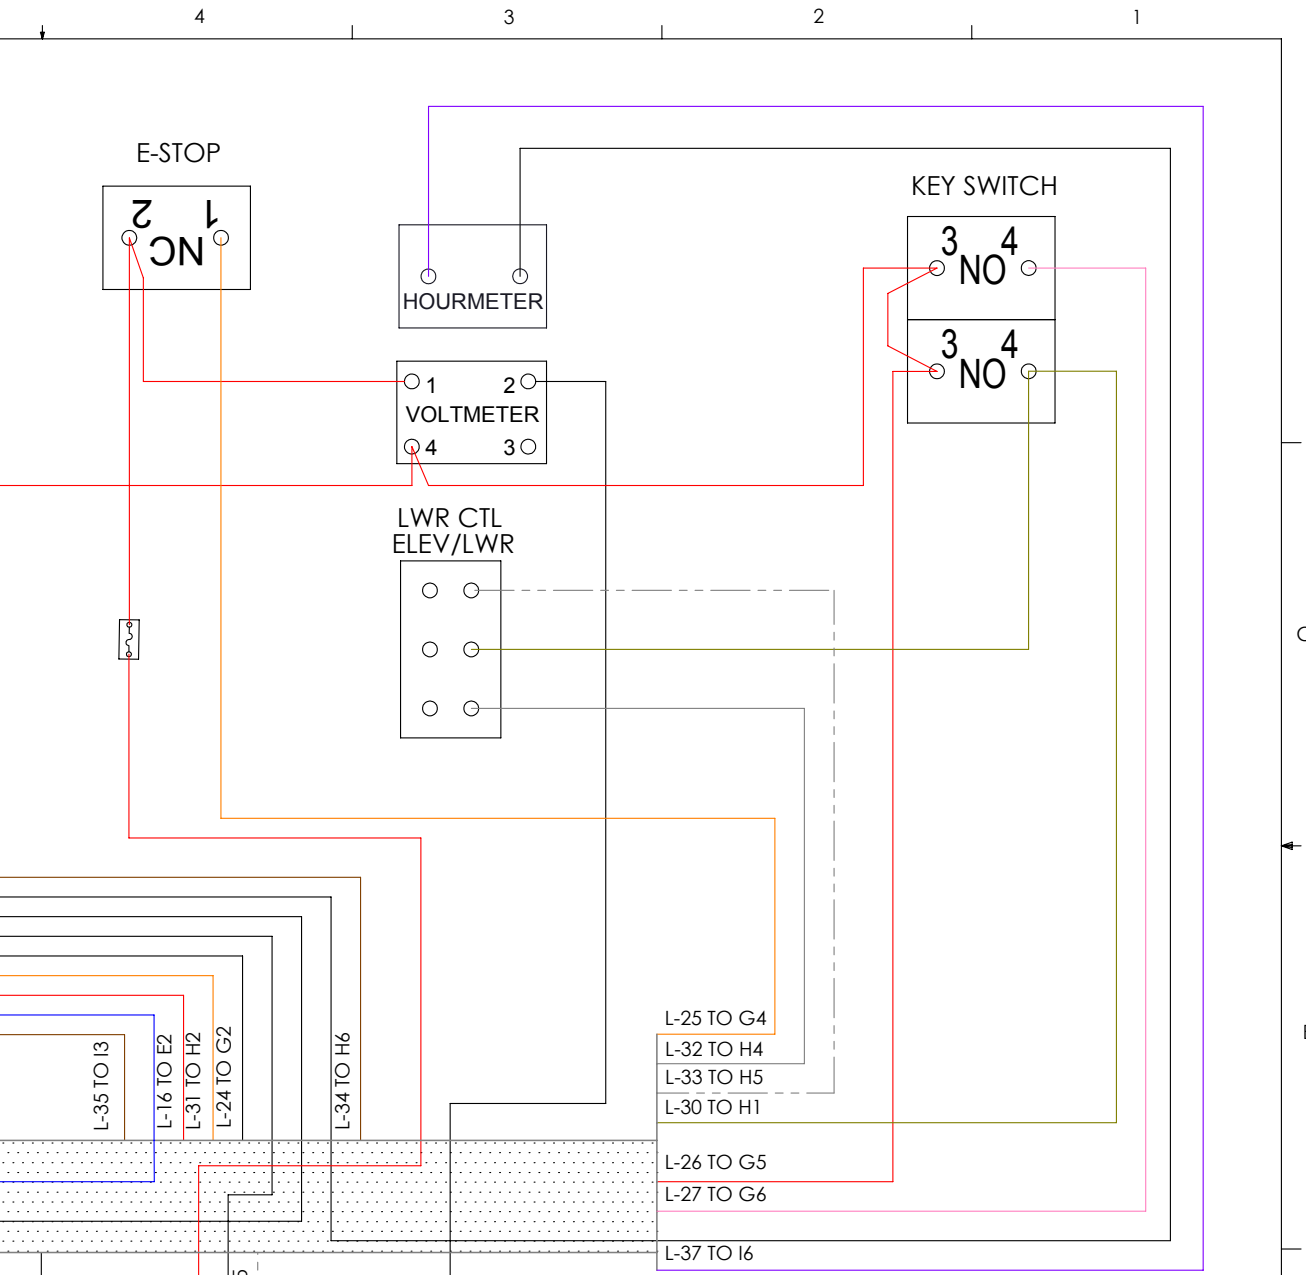 4
3
2
1
E-STOP
2
1
NC
HOURMETER
KEY SWITCH
3
4
NO
3
4
NO
1
2
VOLTMETER
4
3
LWR CTL
ELEV/LWR
L-25 TO G4
L-32 TO H4
L-33 TO H5
L-30 TO H1
L-26 TO G5
L-27 TO G6
L-37 TO I6
L-35 TO I3
L-16 TO E2
L-31 TO H2
L-24 TO G2
L-34 TO H6